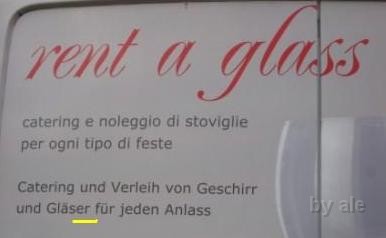 rent a glass
catering e noleggio di stoviglie
per ogni tipo di feste
Catering und Verleih von Geschirr
und Gläser für jeden Anlass
by ale